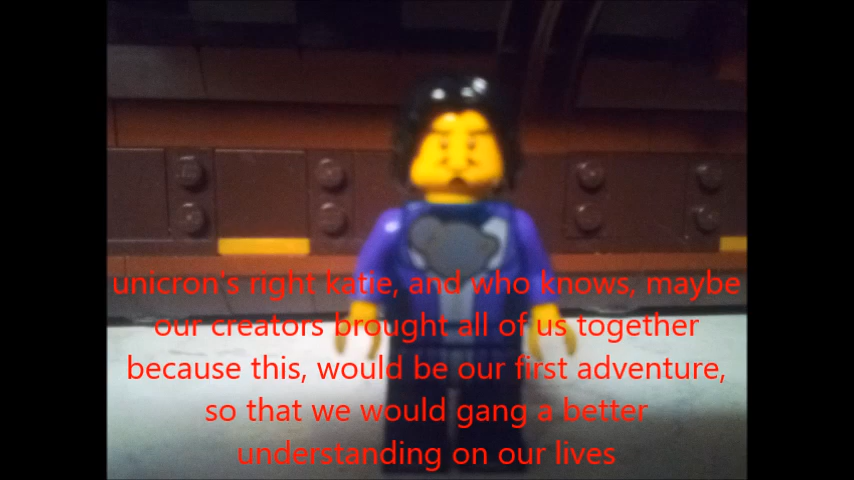 unicron's right katie, and who knows, maybe
our creators brought all of us together
because this, would be our first adventure,
so that we would gang a better
understanding on our lives